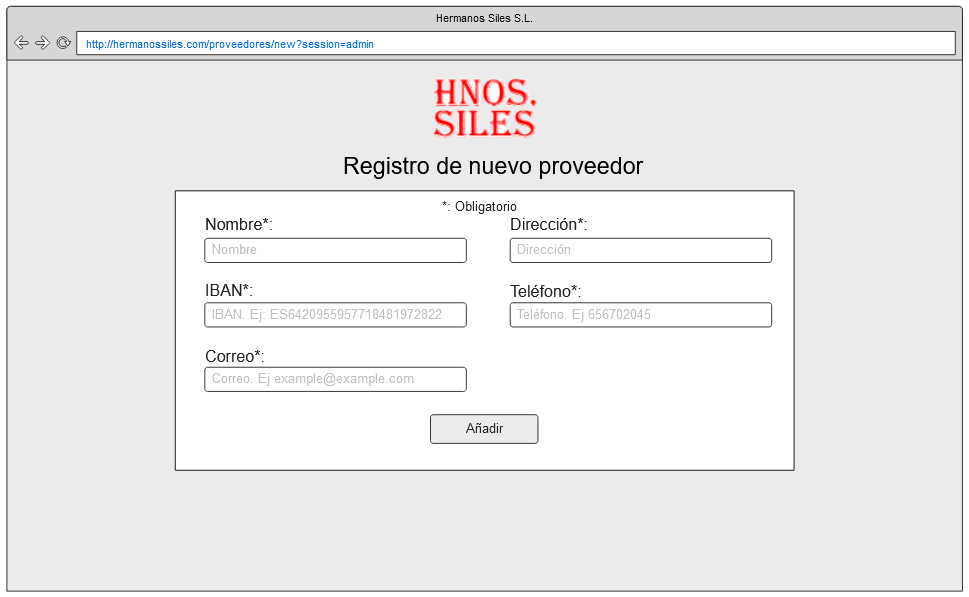 Hermanos Siles S.L.
http://hermanossiles.com/proveedores/new?session=admin
HNOS.
SILES
Registro de nuevo proveedor
*: Obligatorio
Nombre*:
Nombre
Dirección*:
Dirección
IBAN*:
IBAN. Ej: ES6420955957718481972822
Teléfono*:
Teléfono. Ej 656702045
Correo*:
Correo. Ej example@example.com
Añadir